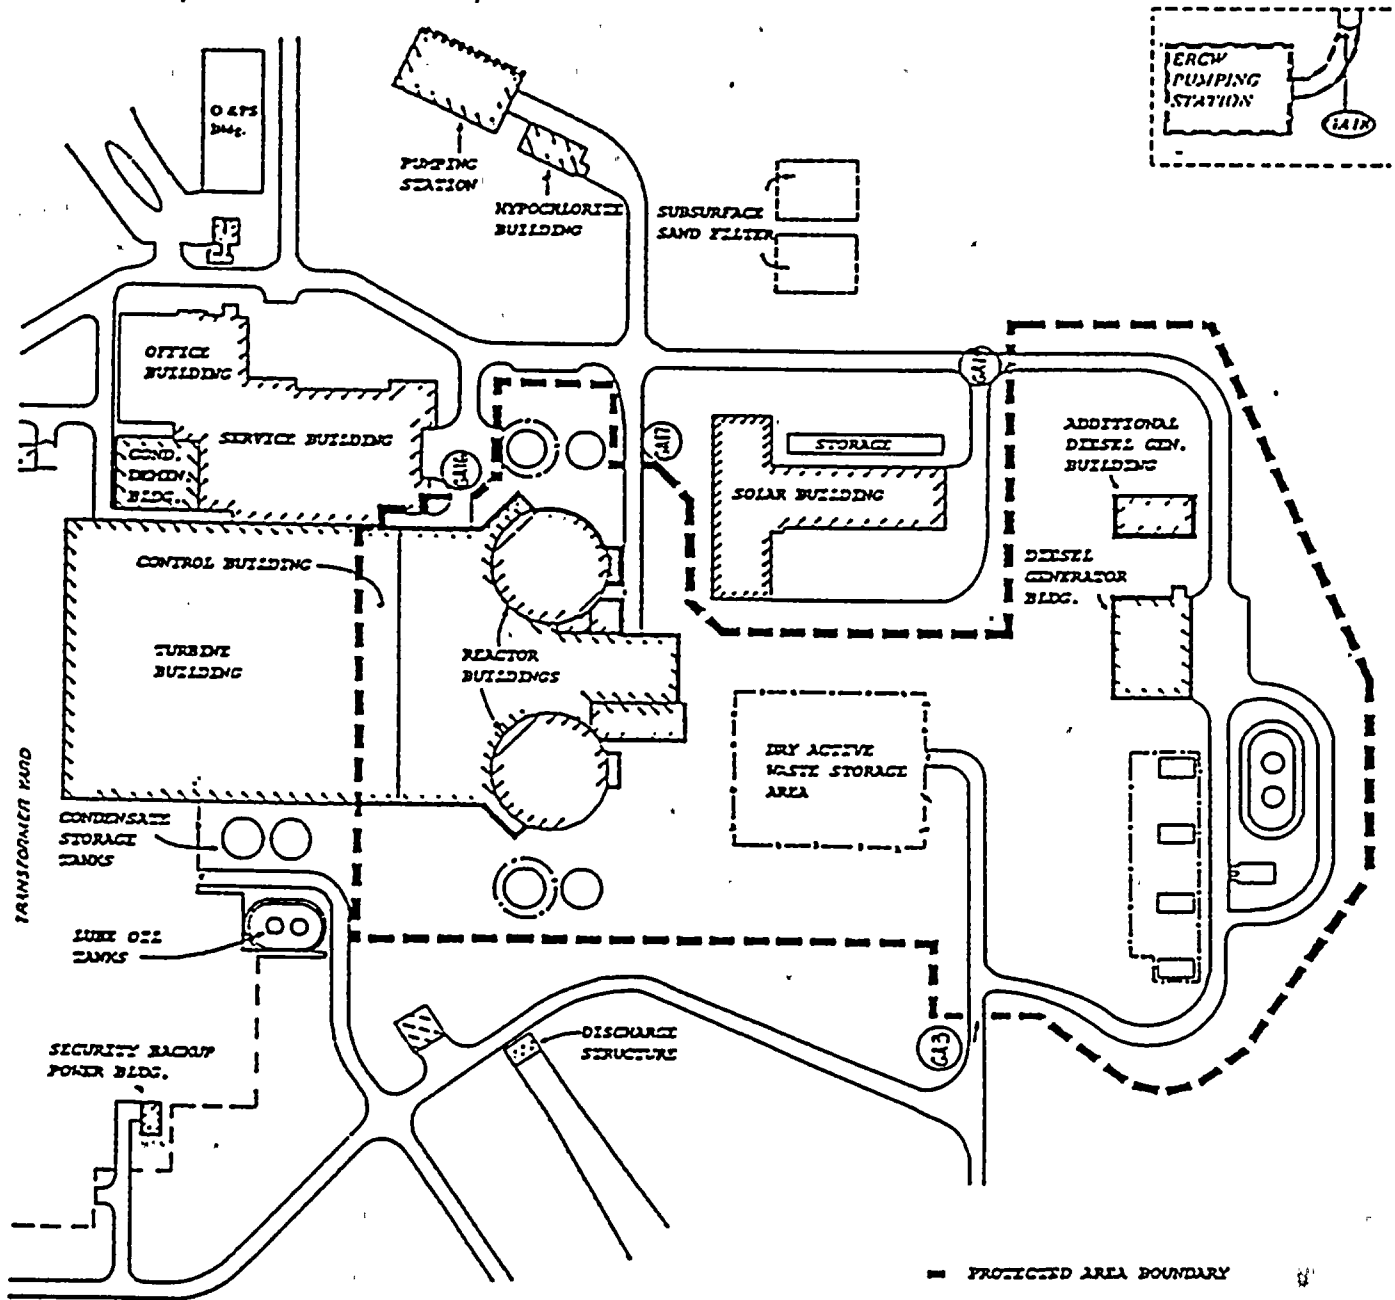 O &PS
BLDG.
ERCW
PUMPING
STATION
PUMPING
STATION
HYPOCHLORITE
BUILDING
SUBSURFACE
SAND FILTER
OFFICE
BUILDING
SERVICE BUILDING
COND.
DEMIN.
BLDG.
GA16
GA17
STORAGE
SOLAR BUILDING
ADDITIONAL
DIESEL GEN.
BUILDING
DIESEL
GENERATOR
BLDG.
CONTROL BUILDING
TURBINE
BUILDING
REACTOR
BUILDINGS
DRY ACTIVE
WASTE STORAGE
AREA
TRANSFORMER YARD
CONDENSATE
STORAGE
TANKS
LUBE OIL
TANKS
SECURITY BACKUP
POWER BLDG.
DISCHARGE
STRUCTURE
GA3
PROTECTED AREA BOUNDARY